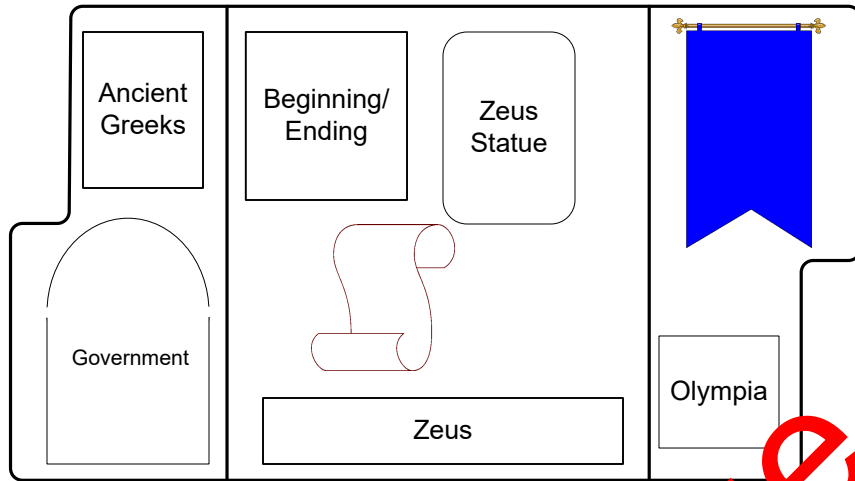 Ancient
Greeks
Beginning/
Ending
Zeus
Statue
Government
Olympia
Zeus